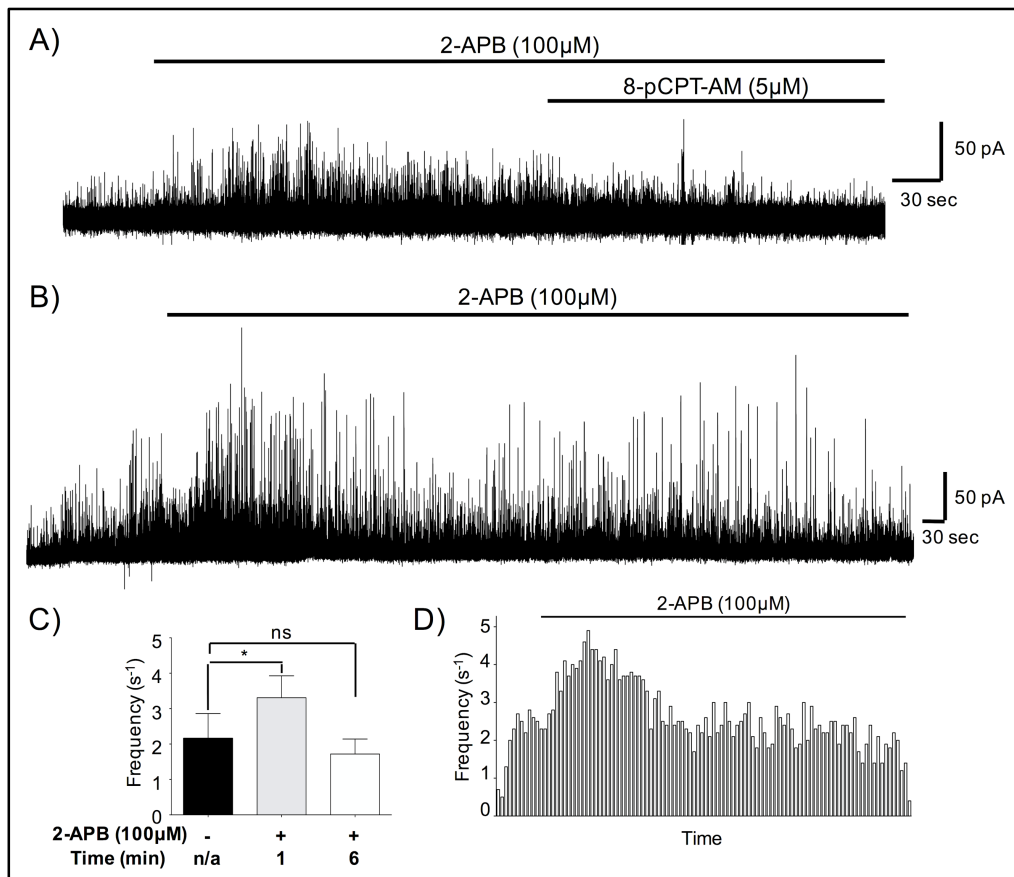 A)
2-APB (100µM)
8-pCPT-AM (5µM)
50 pA
30 sec
B)
2-APB (100µM)
50 pA
30 sec
C)
ns
*
Frequency (s-1)
5
4
3
2
1
0
2-APB (100µM) - + +
Time (min) n/a 1 6
D)
2-APB (100µM)
Frequency (s-1)
5
4
3
2
1
0
Time